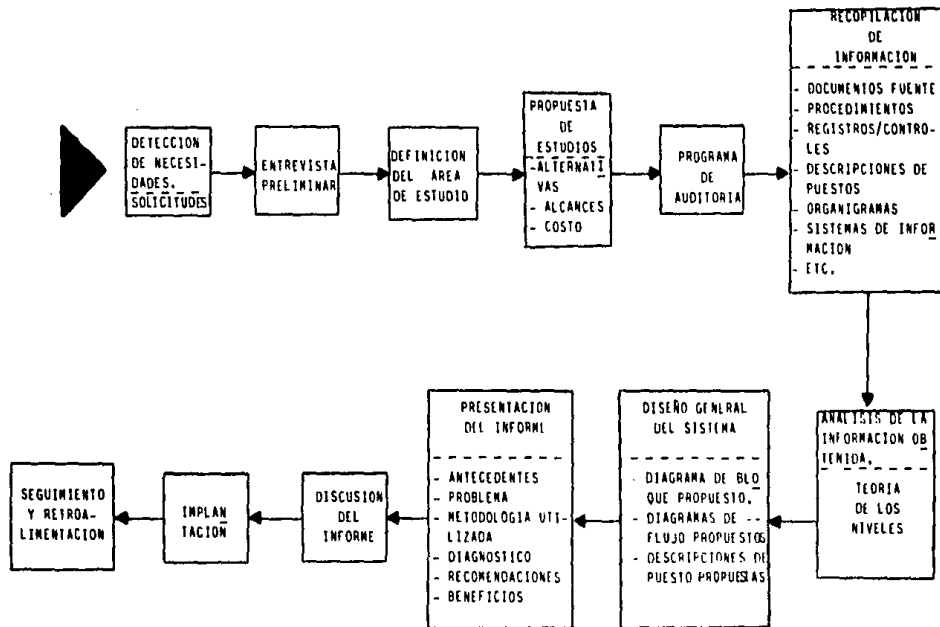 DETECCION
DE NECESI-
DADES.
SOLICITUDES
ENTREVISTA
PRELIMINAR
DEFINICION
DEL AREA
DE ESTUDIO
PROPUESTA
DE
ESTUDIOS
-ALTERNATI
VAS
- ALCANCES
- COSTO
PROGRAMA
DE
AUDITORIA
RECOPILACION
DE
INFORMACION
- DOCUMENTOS FUENTE
- PROCEDIMIENTOS
- REGISTROS/CONTRO-
LES
- DESCRIPCIONES DE
PUESTOS
- ORGANIGRAMAS
- SISTEMAS DE INFOR
MACION
- ETC.
ANALISIS DE LA
INFORMACION OB
TENIDA.
TEORIA
DE LOS
NIVELES
DISEÑO GENERAL
DEL SISTEMA
- DIAGRAMA DE BLO
QUE PROPUESTO.
- DIAGRAMAS DE --
FLUJO PROPUESTOS
- DESCRIPCIONES DE
PUESTO PROPUESTAS
PRESENTACION
DEL INFORME
- ANTECEDENTES
- PROBLEMA
- METODOLOGIA UTI-
LIZADA
- DIAGNOSTICO
- RECOMENDACIONES
- BENEFICIOS
DISCUSION
DEL
INFORME
IMPLAN
TACION
SEGUIMIENTO
Y RETROA-
LIMENTACION